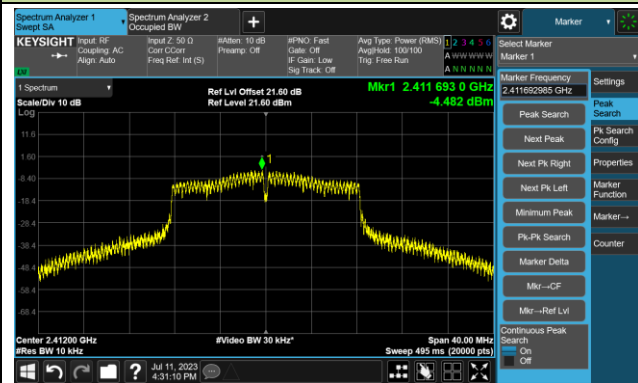 Spectrum Analyzer 1
Swept SA
Spectrum Analyzer 2
Occupied BW
Marker
KEYSIGHT
Input: RF
Coupling: AC
Align: Auto
Input Z: 50 Ω
Corr CCorr
Freq Ref: Int (S)
#Atten: 10 dB
Preamp: Off
#PNO: Fast
Gate: Off
IF Gain: Low
Sig Track: Off
Avg Type: Power (RMS)
Avg|Hold: 100/100
Trig: Free Run
1 2 3 4 5 6
A W W W W W
A N N N N N
LXI
Select Marker
Marker 1
1 Spectrum
Scale/Div 10 dB
Log
Ref Lvl Offset 21.60 dB
Ref Level 21.60 dBm
Mkr1 2.411 693 0 GHz
-4.482 dBm
11.6
1.60
-8.40
-18.4
-28.4
-38.4
-48.4
-58.4
-68.4
1
Center 2.41200 GHz
#Res BW 10 kHz
#Video BW 30 kHz*
Span 40.00 MHz
Sweep 495 ms (20000 pts)
Marker Frequency
2.411692985 GHz
Peak Search
Next Peak
Next Pk Right
Next Pk Left
Minimum Peak
Pk-Pk Search
Marker Delta
Mkr→CF
Mkr→Ref Lvl
Continuous Peak
Search
On
Off
Settings
Peak
Search
Pk Search
Config
Properties
Marker
Function
Marker→
Counter
?
Jul 11, 2023
4:31:10 PM